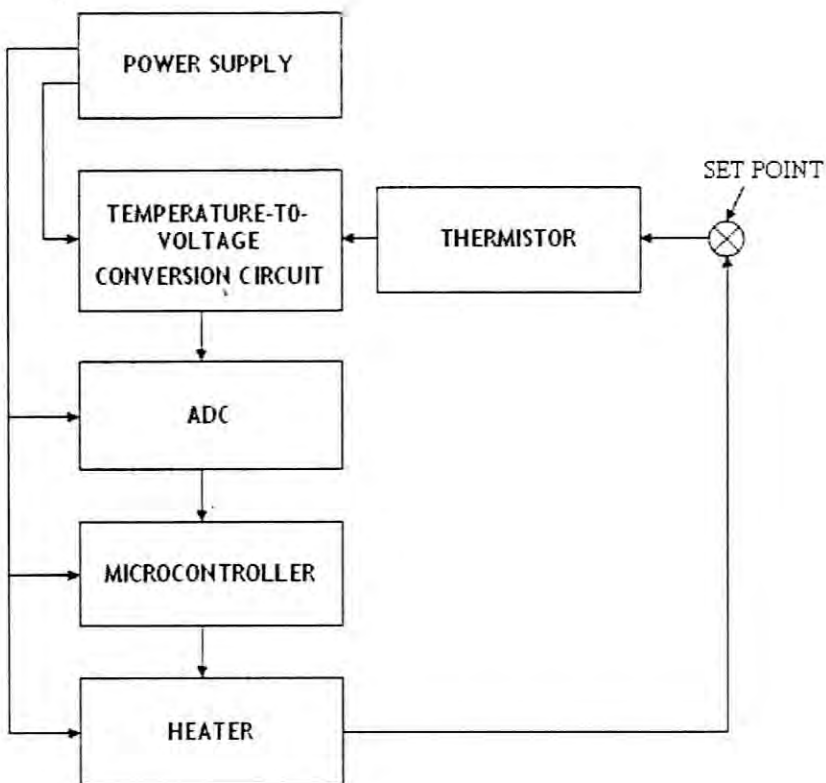 POWER SUPPLY
SET POINT
TEMPERATURE-TO-
VOLTAGE
CONVERSION CIRCUIT
THERMISTOR
ADC
MICROCONTROLLER
HEATER